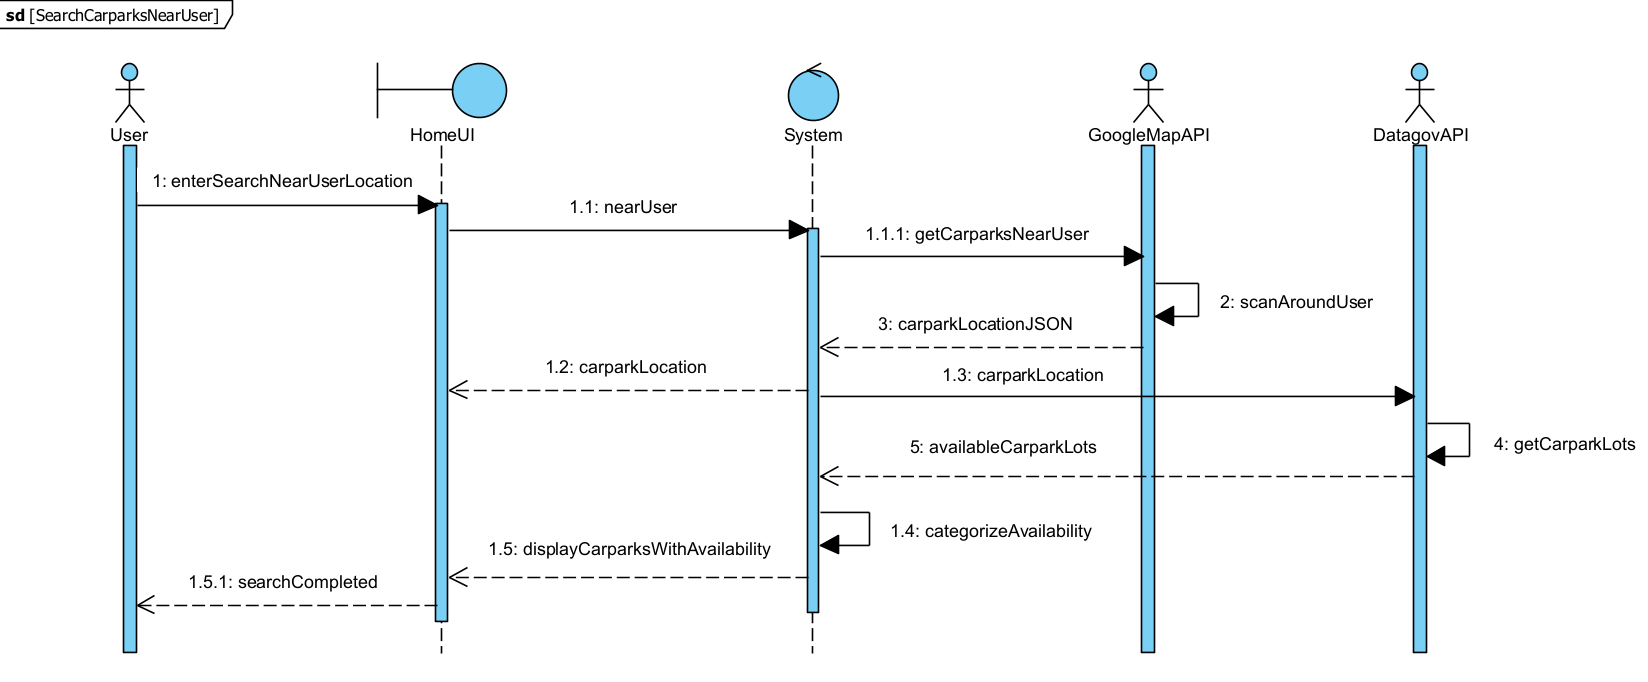 sd [SearchCarparksNearUser]
User
HomeUI
System
GoogleMapAPI
DatagovAPI
1: enterSearchNearUserLocation
1.1: nearUser
1.1.1: getCarparksNearUser
2: scanAroundUser
3: carparkLocationJSON
1.2: carparkLocation
1.3: carparkLocation
4: getCarparkLots
5: availableCarparkLots
1.4: categorizeAvailability
1.5: displayCarparksWithAvailability
1.5.1: searchCompleted